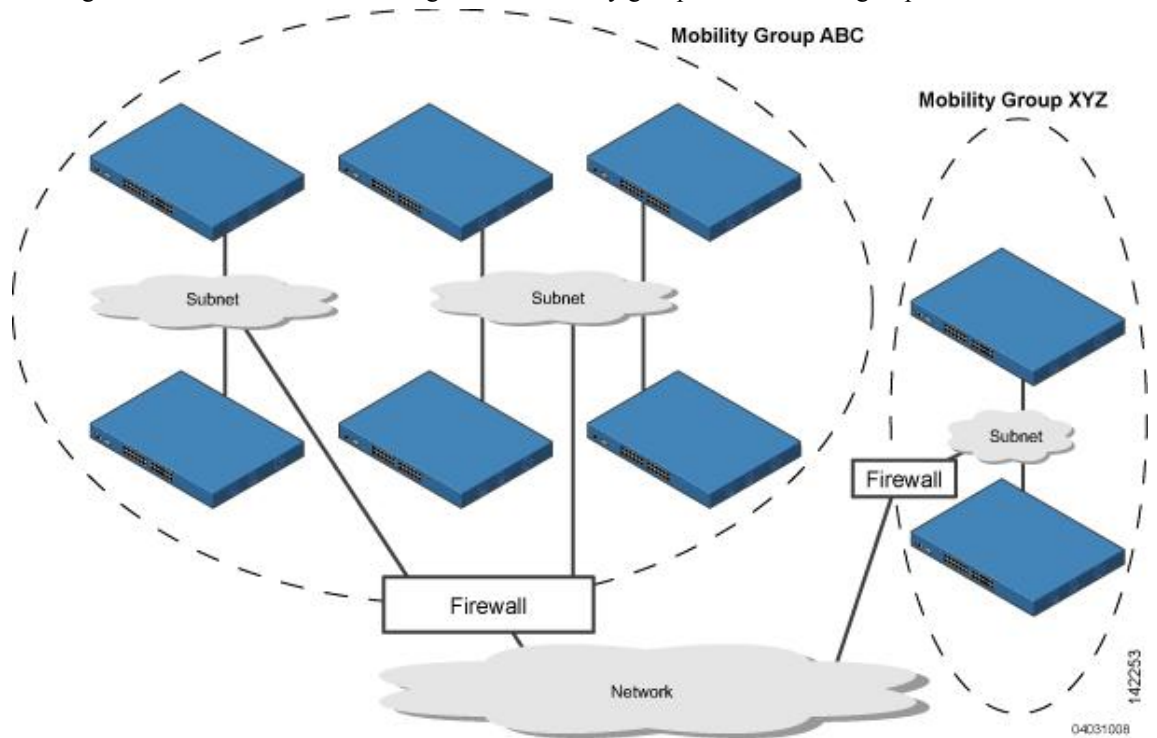 Mobility Group ABC
Mobility Group XYZ
Subnet
Subnet
Subnet
Firewall
Firewall
Network
142253
04031008